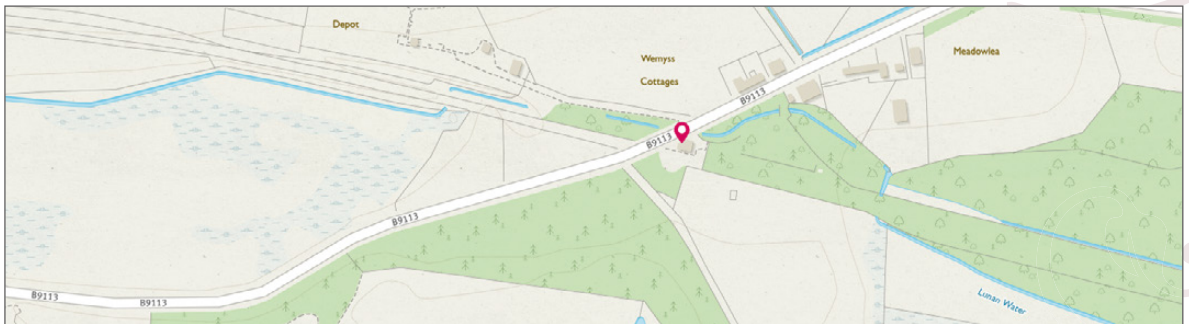 Depot
Wemyss
Cottages
Meadowlea
B9113
B9113
B9113
B9113
B9113
Lunan Water